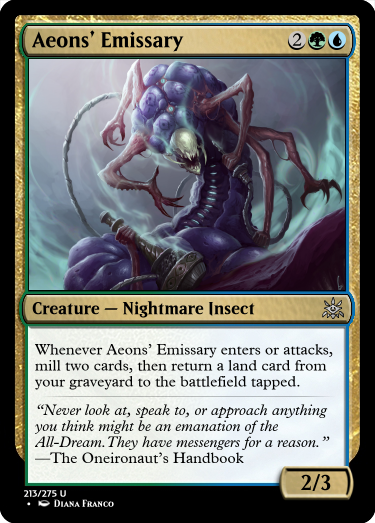 Aeons’ Emissary 2
Creature — Nightmare Insect
Whenever Aeons’ Emissary enters or attacks,
mill two cards, then return a land card from
your graveyard to the battlefield tapped.
“Never look at, speak to, or approach anything
you think might be an emanation of the
All-Dream. They have messengers for a reason.”
—The Oneironaut’s Handbook
2/3
213/275 U
• Diana Franco